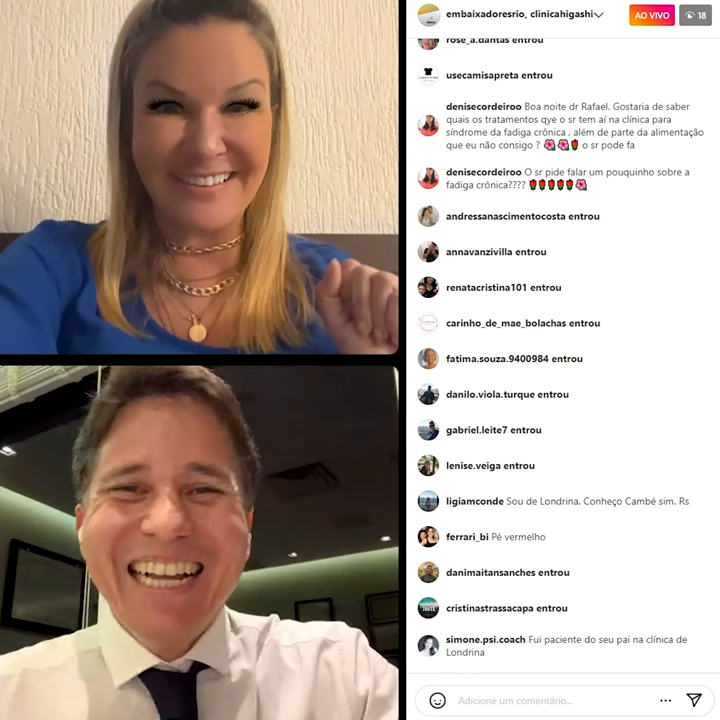 embaixadoresrio, clinicahigashi
AO VIVO
18
rose_a.dantas entrou
usecamisapreta entrou
denisecordeiroo Boa noite dr Rafael. Gostaria de saber
quais os tratamentos qye o sr tem aí na clínica para
síndrome da fadiga crônica , além de parte da alimentação
que eu não consigo ? 🌺🌺🌹 o sr pode fa
denisecordeiroo O sr pide falar um pouquinho sobre a
fadiga crônica???? 🌹🌹🌹🌹🌹🌺
andressanascimentocosta entrou
annavanzivilla entrou
renatacristina101 entrou
carinho_de_mae_bolachas entrou
fatima.souza.9400984 entrou
danilo.viola.turque entrou
gabriel.leite7 entrou
lenise.veiga entrou
ligiamconde Sou de Londrina. Conheço Cambé sim. Rs
ferrari_bi Pé vermelho
danimaitansanches entrou
cristinastrassacapa entrou
simone.psi.coach Fui paciente do seu pai na clínica de
Londrina
Adicione um comentário...